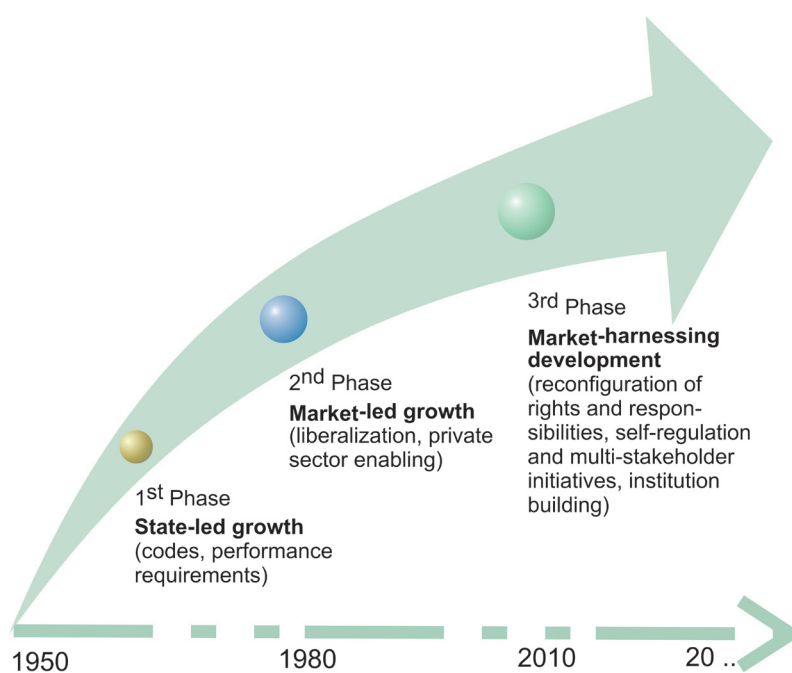 3rd Phase
Market-harnessing
development
(reconfiguration of
rights and respon-
sibilities, self-regulation
and multi-stakeholder
initiatives, institution
building)
2nd Phase
Market-led growth
(liberalization, private
sector enabling)
1st Phase
State-led growth
(codes, performance
requirements)
1950
1980
2010
20 ..